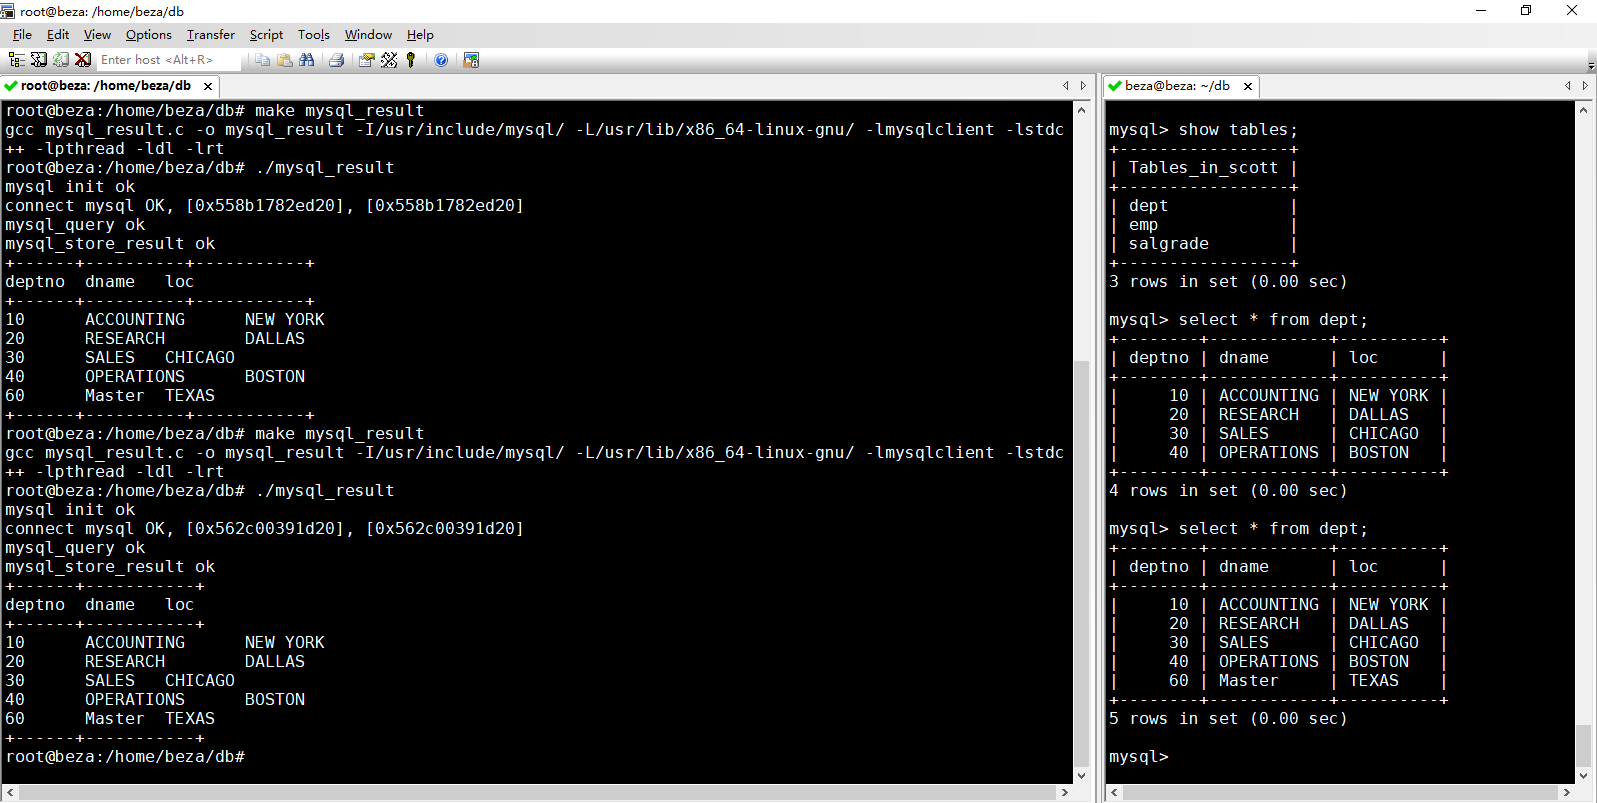 root@beza: /home/beza/db
File Edit View Options Transfer Script Tools Window Help
Enter host <Alt+R>
root@beza: /home/beza/db
root@beza:/home/beza/db# make mysql_result
gcc mysql_result.c -o mysql_result -I/usr/include/mysql/ -L/usr/lib/x86_64-linux-gnu/ -lmysqlclient -lstdc
++ -lpthread -ldl -lrt
root@beza:/home/beza/db# ./mysql_result
mysql init ok
connect mysql OK, [0x558b1782ed20], [0x558b1782ed20]
mysql_query ok
mysql_store_result ok
+------+----------+-----------+
deptno  dname   loc
+------+----------+-----------+
10      ACCOUNTING      NEW YORK
20      RESEARCH        DALLAS
30      SALES   CHICAGO
40      OPERATIONS      BOSTON
60      Master  TEXAS
+------+----------+-----------+
root@beza:/home/beza/db# make mysql_result
gcc mysql_result.c -o mysql_result -I/usr/include/mysql/ -L/usr/lib/x86_64-linux-gnu/ -lmysqlclient -lstdc
++ -lpthread -ldl -lrt
root@beza:/home/beza/db# ./mysql_result
mysql init ok
connect mysql OK, [0x562c00391d20], [0x562c00391d20]
mysql_query ok
mysql_store_result ok
+------+-----------+
deptno  dname   loc
+------+-----------+
10      ACCOUNTING      NEW YORK
20      RESEARCH        DALLAS
30      SALES   CHICAGO
40      OPERATIONS      BOSTON
60      Master  TEXAS
+------+-----------+
root@beza:/home/beza/db#
beza@beza: ~/db
mysql> show tables;
+-----------------+
| Tables_in_scott |
+-----------------+
| dept            |
| emp             |
| salgrade        |
+-----------------+
3 rows in set (0.00 sec)
mysql> select * from dept;
+--------+------------+----------+
| deptno | dname      | loc      |
+--------+------------+----------+
|     10 | ACCOUNTING | NEW YORK |
|     20 | RESEARCH   | DALLAS   |
|     30 | SALES      | CHICAGO  |
|     40 | OPERATIONS | BOSTON   |
+--------+------------+----------+
4 rows in set (0.00 sec)
mysql> select * from dept;
+--------+------------+----------+
| deptno | dname      | loc      |
+--------+------------+----------+
|     10 | ACCOUNTING | NEW YORK |
|     20 | RESEARCH   | DALLAS   |
|     30 | SALES      | CHICAGO  |
|     40 | OPERATIONS | BOSTON   |
|     60 | Master     | TEXAS    |
+--------+------------+----------+
5 rows in set (0.00 sec)
mysql>